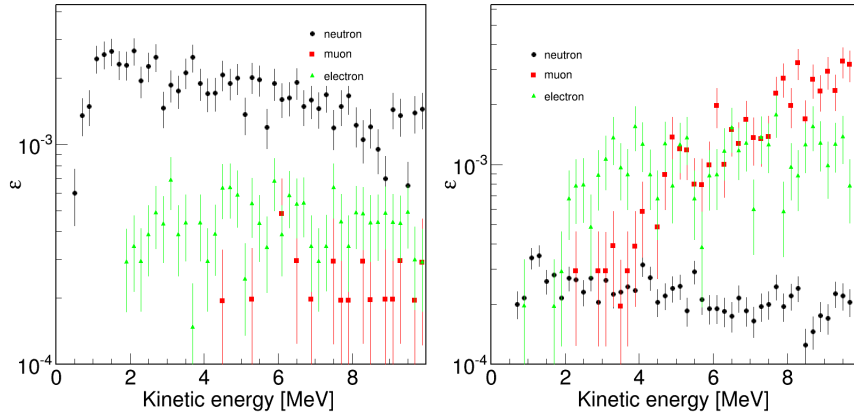 neutron
muon
electron
10⁻³
10⁻⁴
ε
0 2 4 6 8
Kinetic energy [MeV]
neutron
muon
electron
10⁻³
10⁻⁴
ε
0 2 4 6 8
Kinetic energy [MeV]